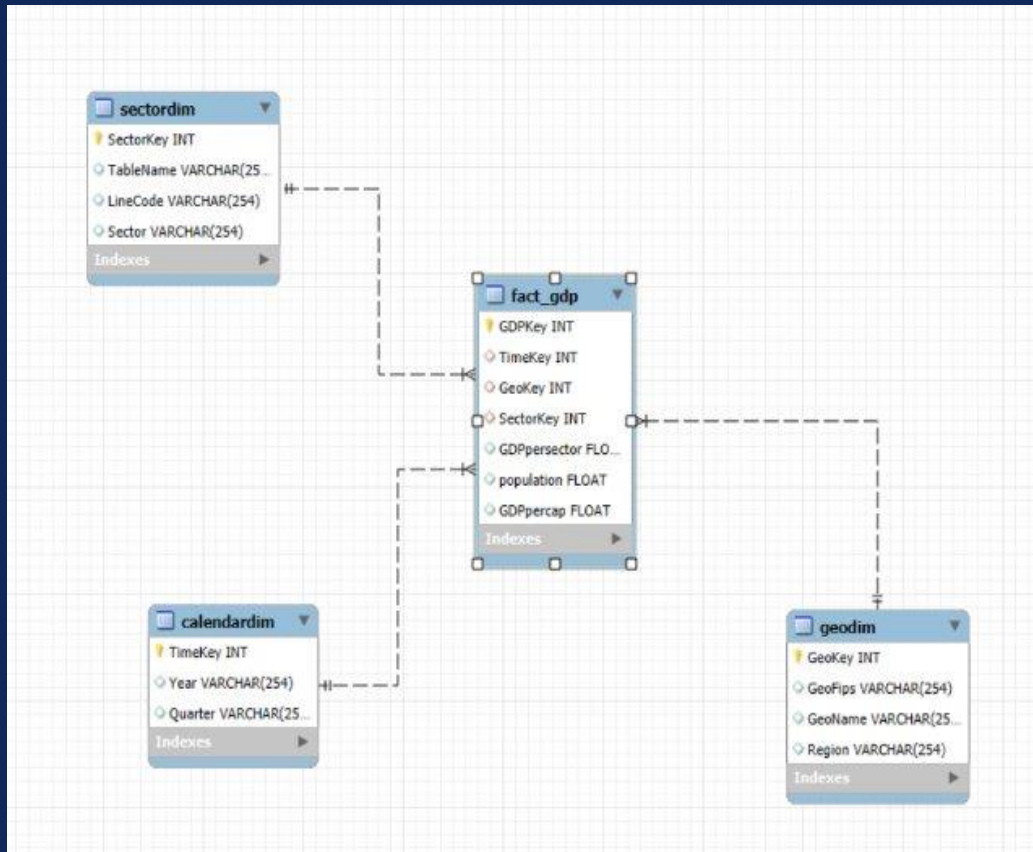 sectordim
SectorKey INT
TableName VARCHAR(25...
LineCode VARCHAR(254)
Sector VARCHAR(254)
Indexes
fact_gdp
GDPKey INT
TimeKey INT
GeoKey INT
SectorKey INT
GDPpersector FLO...
population FLOAT
GDPpercap FLOAT
Indexes
calendardim
TimeKey INT
Year VARCHAR(254)
Quarter VARCHAR(25...
Indexes
geodim
GeoKey INT
GeoFips VARCHAR(254)
GeoName VARCHAR(25...
Region VARCHAR(254)
Indexes